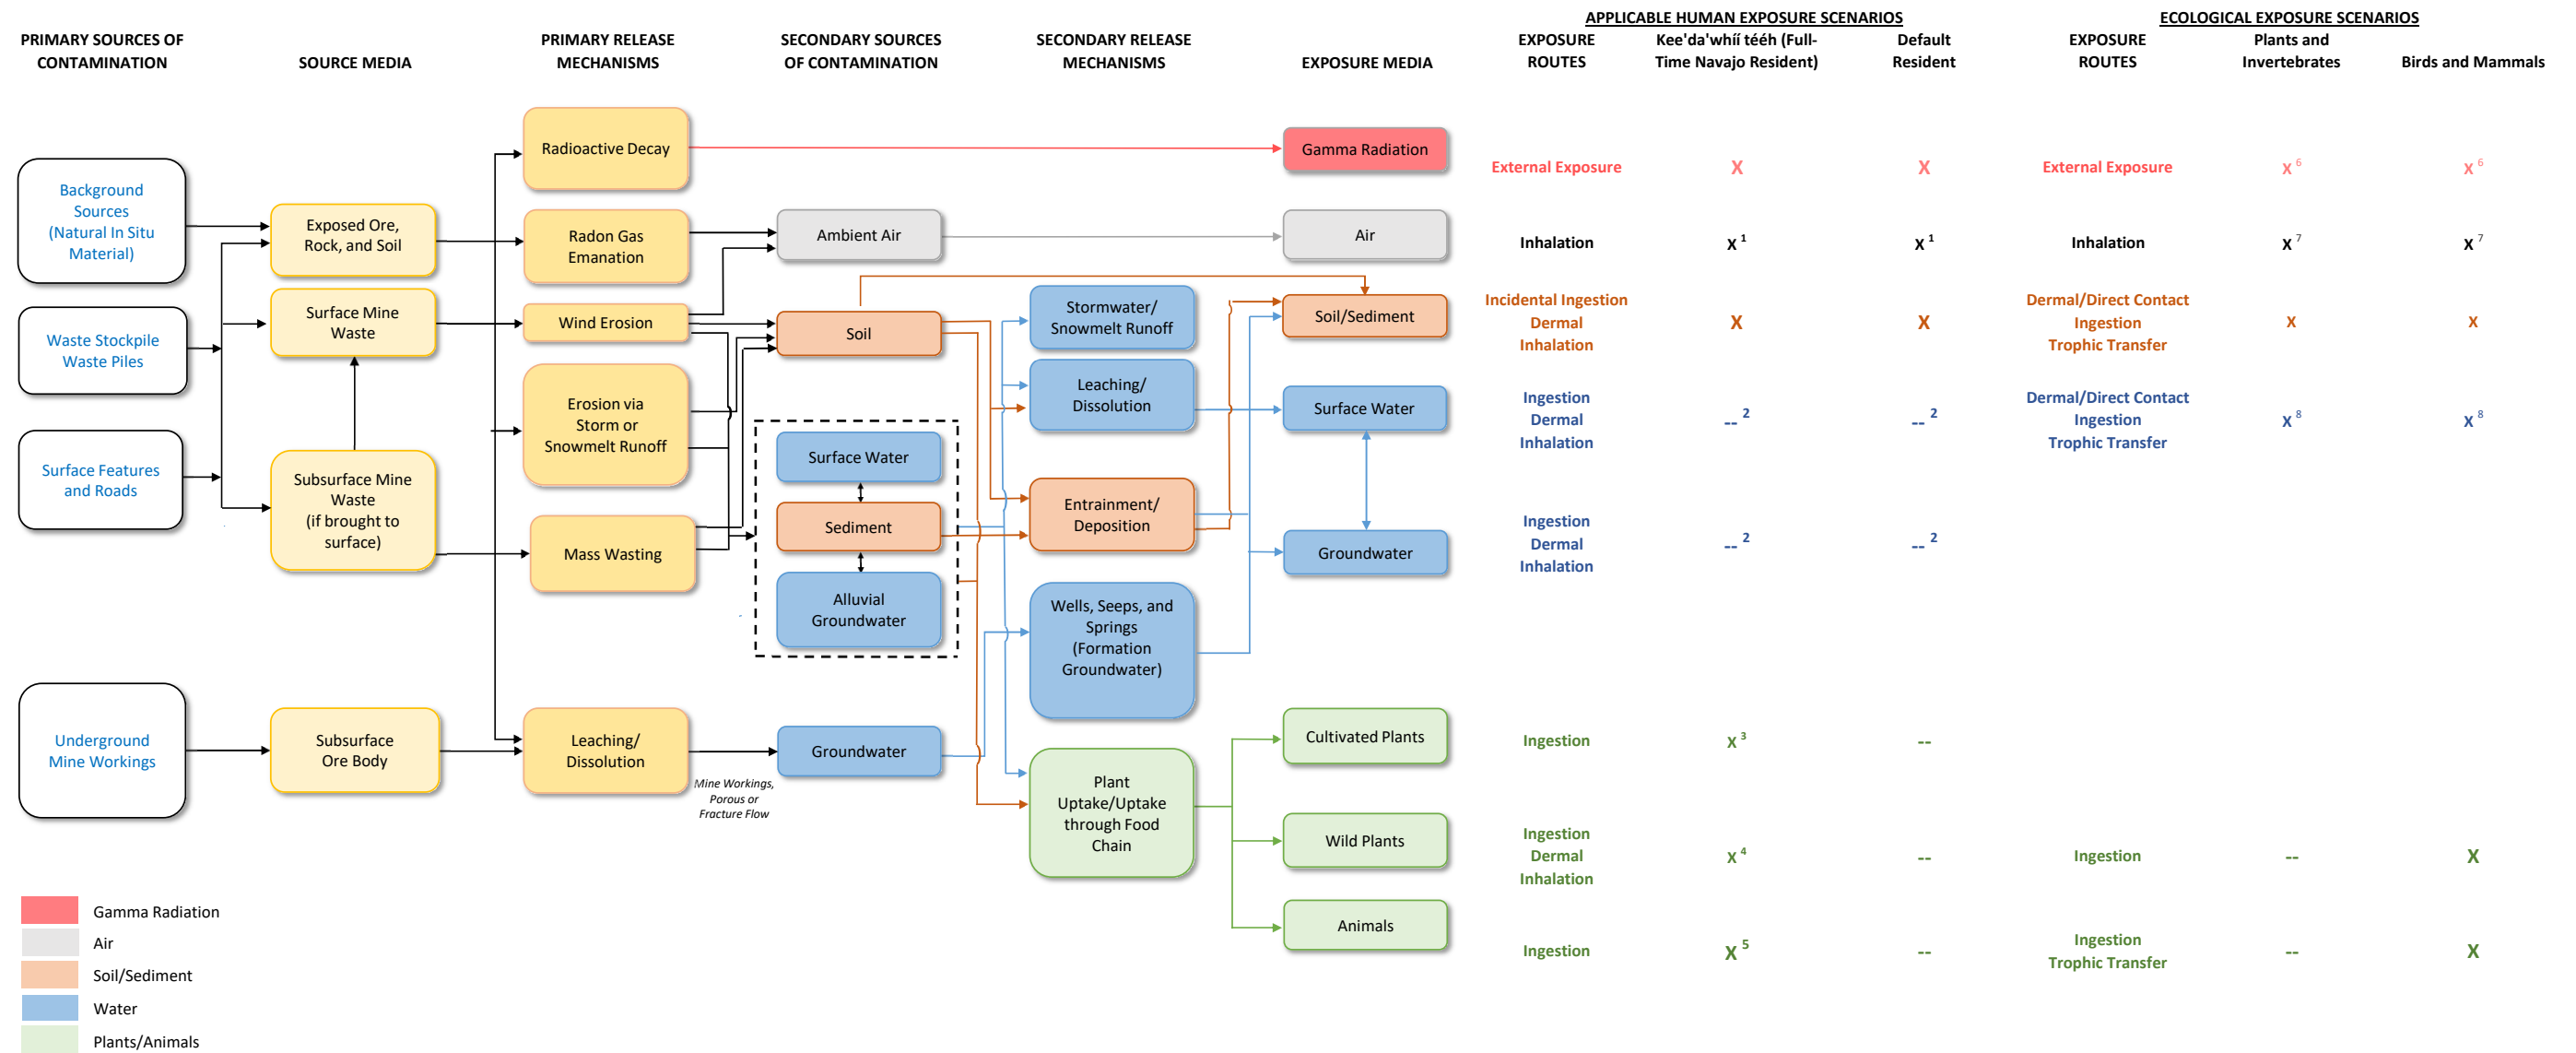 APPLICABLE HUMAN EXPOSURE SCENARIOS
ECOLOGICAL EXPOSURE SCENARIOS
PRIMARY SOURCES OF
CONTAMINATION
SOURCE MEDIA
PRIMARY RELEASE
MECHANISMS
SECONDARY SOURCES
OF CONTAMINATION
SECONDARY RELEASE
MECHANISMS
EXPOSURE MEDIA
EXPOSURE
ROUTES
Kee'da'whíí tééh (Full-
Time Navajo Resident)
Default
Resident
EXPOSURE
ROUTES
Plants and
Invertebrates
Birds and Mammals
Background
Sources
(Natural In Situ
Material)
Waste Stockpile
Waste Piles
Surface Features
and Roads
Underground
Mine Workings
Exposed Ore,
Rock, and Soil
Surface Mine
Waste
Subsurface Mine
Waste
(if brought to
surface)
Subsurface
Ore Body
Radioactive Decay
Radon Gas
Emanation
Wind Erosion
Erosion via
Storm or
Snowmelt Runoff
Mass Wasting
Leaching/
Dissolution
Mine Workings,
Porous or
Fracture Flow
Ambient Air
Soil
Surface Water
Sediment
Alluvial
Groundwater
Groundwater
Stormwater/
Snowmelt Runoff
Leaching/
Dissolution
Entrainment/
Deposition
Wells, Seeps, and
Springs
(Formation
Groundwater)
Plant
Uptake/Uptake
through Food
Chain
Gamma Radiation
Air
Soil/Sediment
Surface Water
Groundwater
Cultivated Plants
Wild Plants
Animals
External Exposure
X
X
External Exposure
X 6
X 6
Inhalation
X 1
X 1
Inhalation
X 7
X 7
Incidental Ingestion
Dermal
Inhalation
X
X
Dermal/Direct Contact
Ingestion
Trophic Transfer
X
X
Ingestion
Dermal
Inhalation
-- 2
-- 2
Dermal/Direct Contact
Ingestion
Trophic Transfer
X 8
X 8
Ingestion
Dermal
Inhalation
-- 2
-- 2
Ingestion
X 3
--
Ingestion
Dermal
Inhalation
X 4
--
Ingestion
--
X
Ingestion
X 5
--
Ingestion
Trophic Transfer
--
X
Gamma Radiation
Air
Soil/Sediment
Water
Plants/Animals